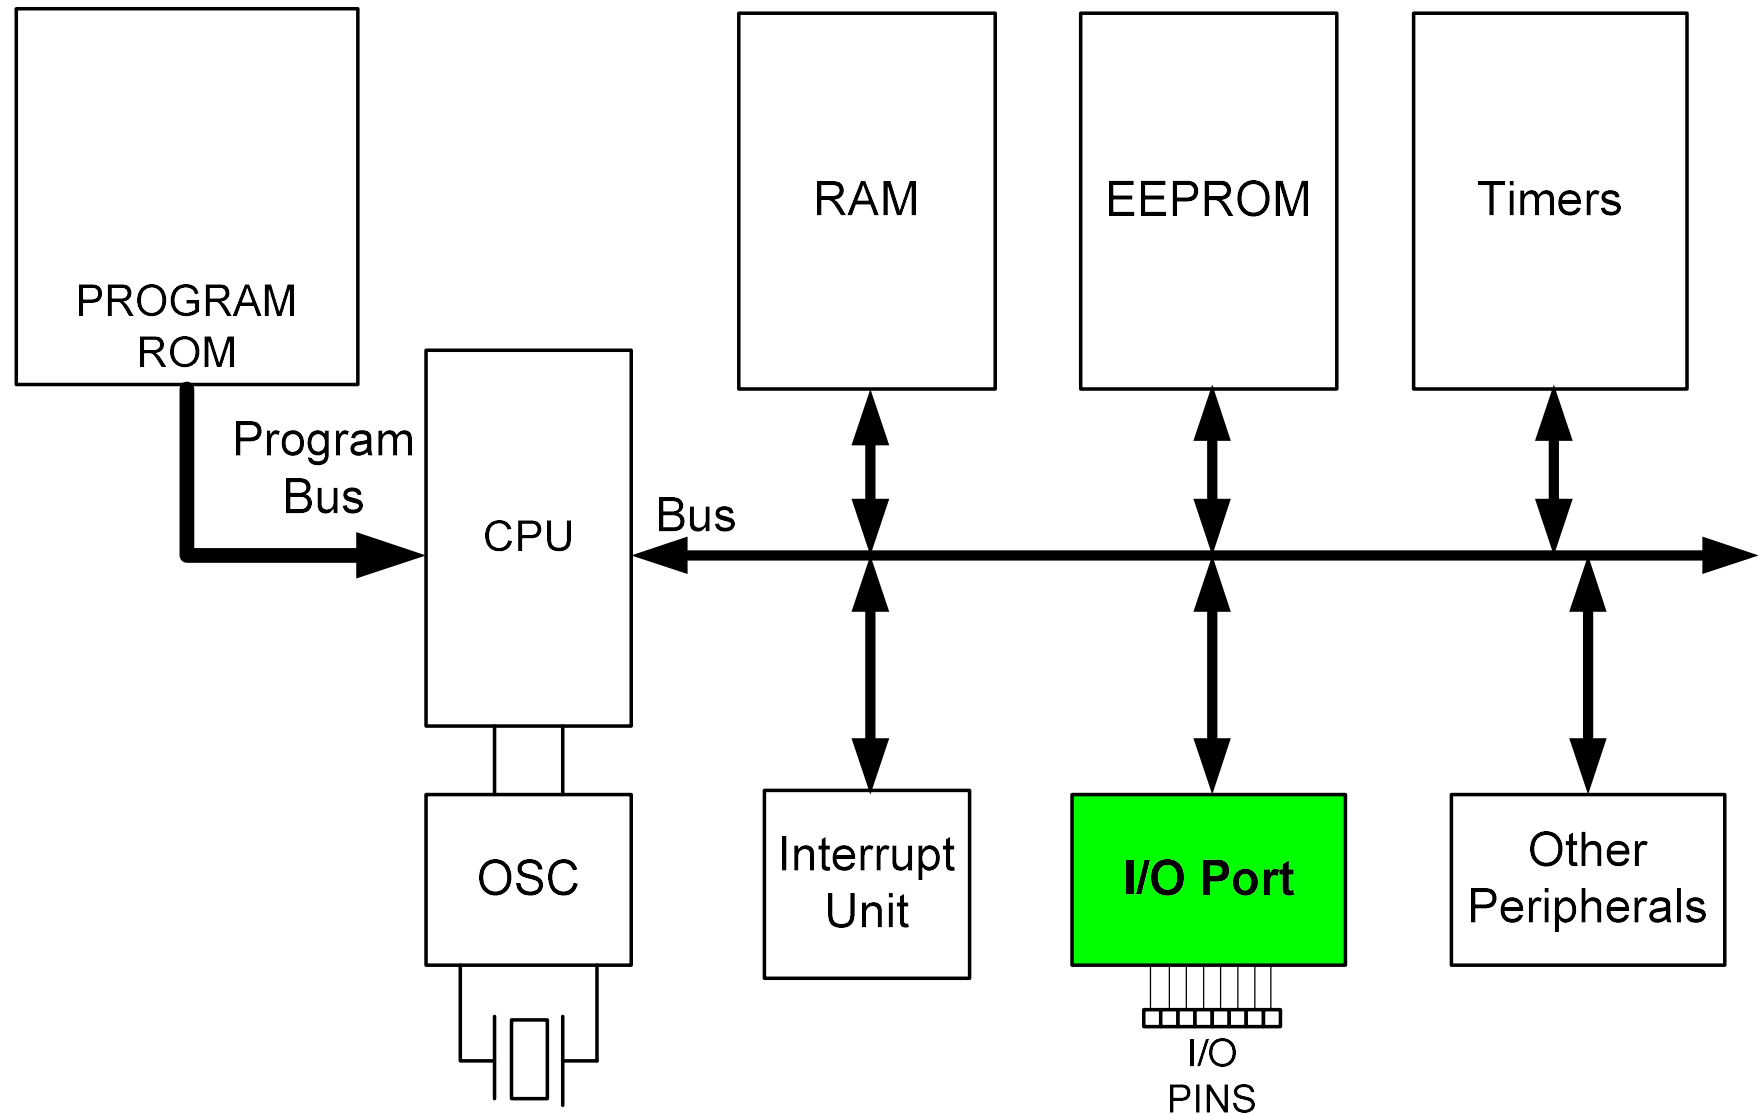 PROGRAM
ROM
Program
Bus
CPU
OSC
Bus
RAM
EEPROM
Timers
Interrupt
Unit
I/O Port
I/O
PINS
Other
Peripherals